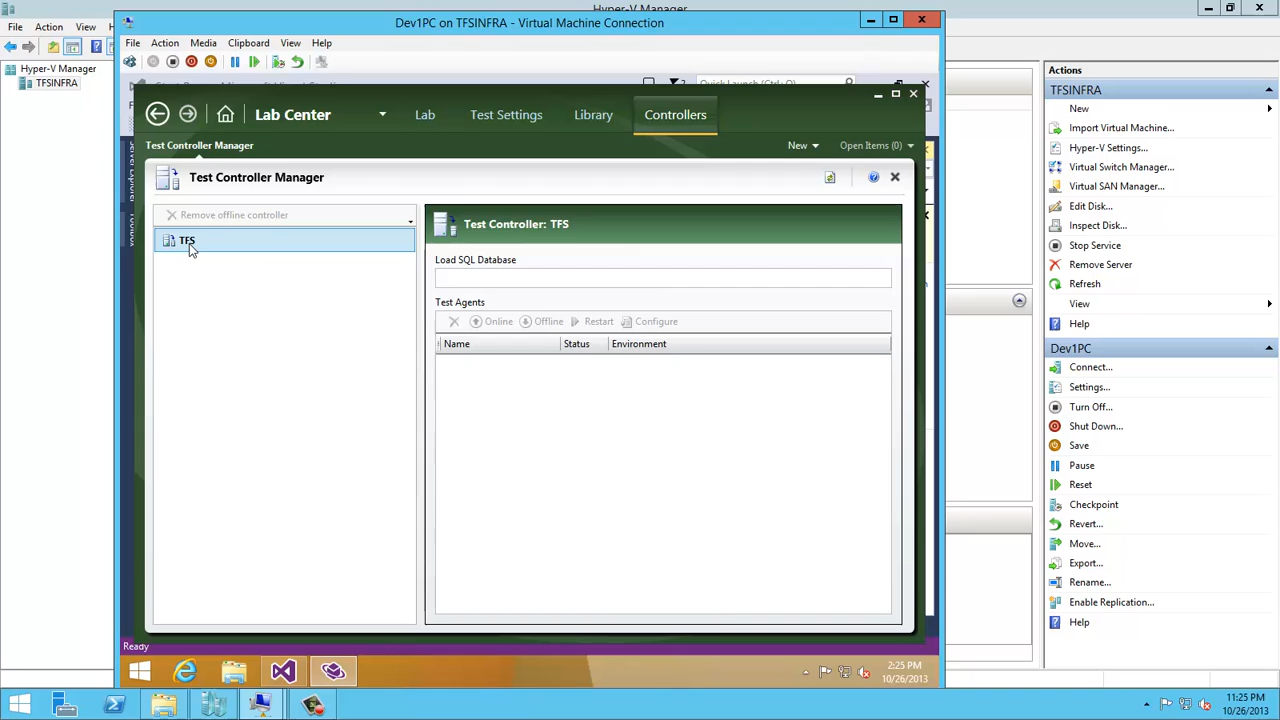 Hyper-V Manager
File Action View
Hyper-V Manager
TFSINFRA
Dev1PC on TFSINFRA - Virtual Machine Connection
File Action Media Clipboard View Help
Quick Launch (Ctrl+Q)
Lab Center Lab Test Settings Library Controllers
Test Controller Manager New Open Items (0)
Test Controller Manager
Remove offline controller
TFS
Test Controller: TFS
Load SQL Database
Test Agents
Online Offline Restart Configure
Name Status Environment
Ready
2:25 PM
10/26/2013
Actions
TFSINFRA
New
Import Virtual Machine...
Hyper-V Settings...
Virtual Switch Manager...
Virtual SAN Manager...
Edit Disk...
Inspect Disk...
Stop Service
Remove Server
Refresh
View
Help
Dev1PC
Connect...
Settings...
Turn Off...
Shut Down...
Save
Pause
Reset
Checkpoint
Revert...
Move...
Export...
Rename...
Enable Replication...
Help
11:25 PM
10/26/2013